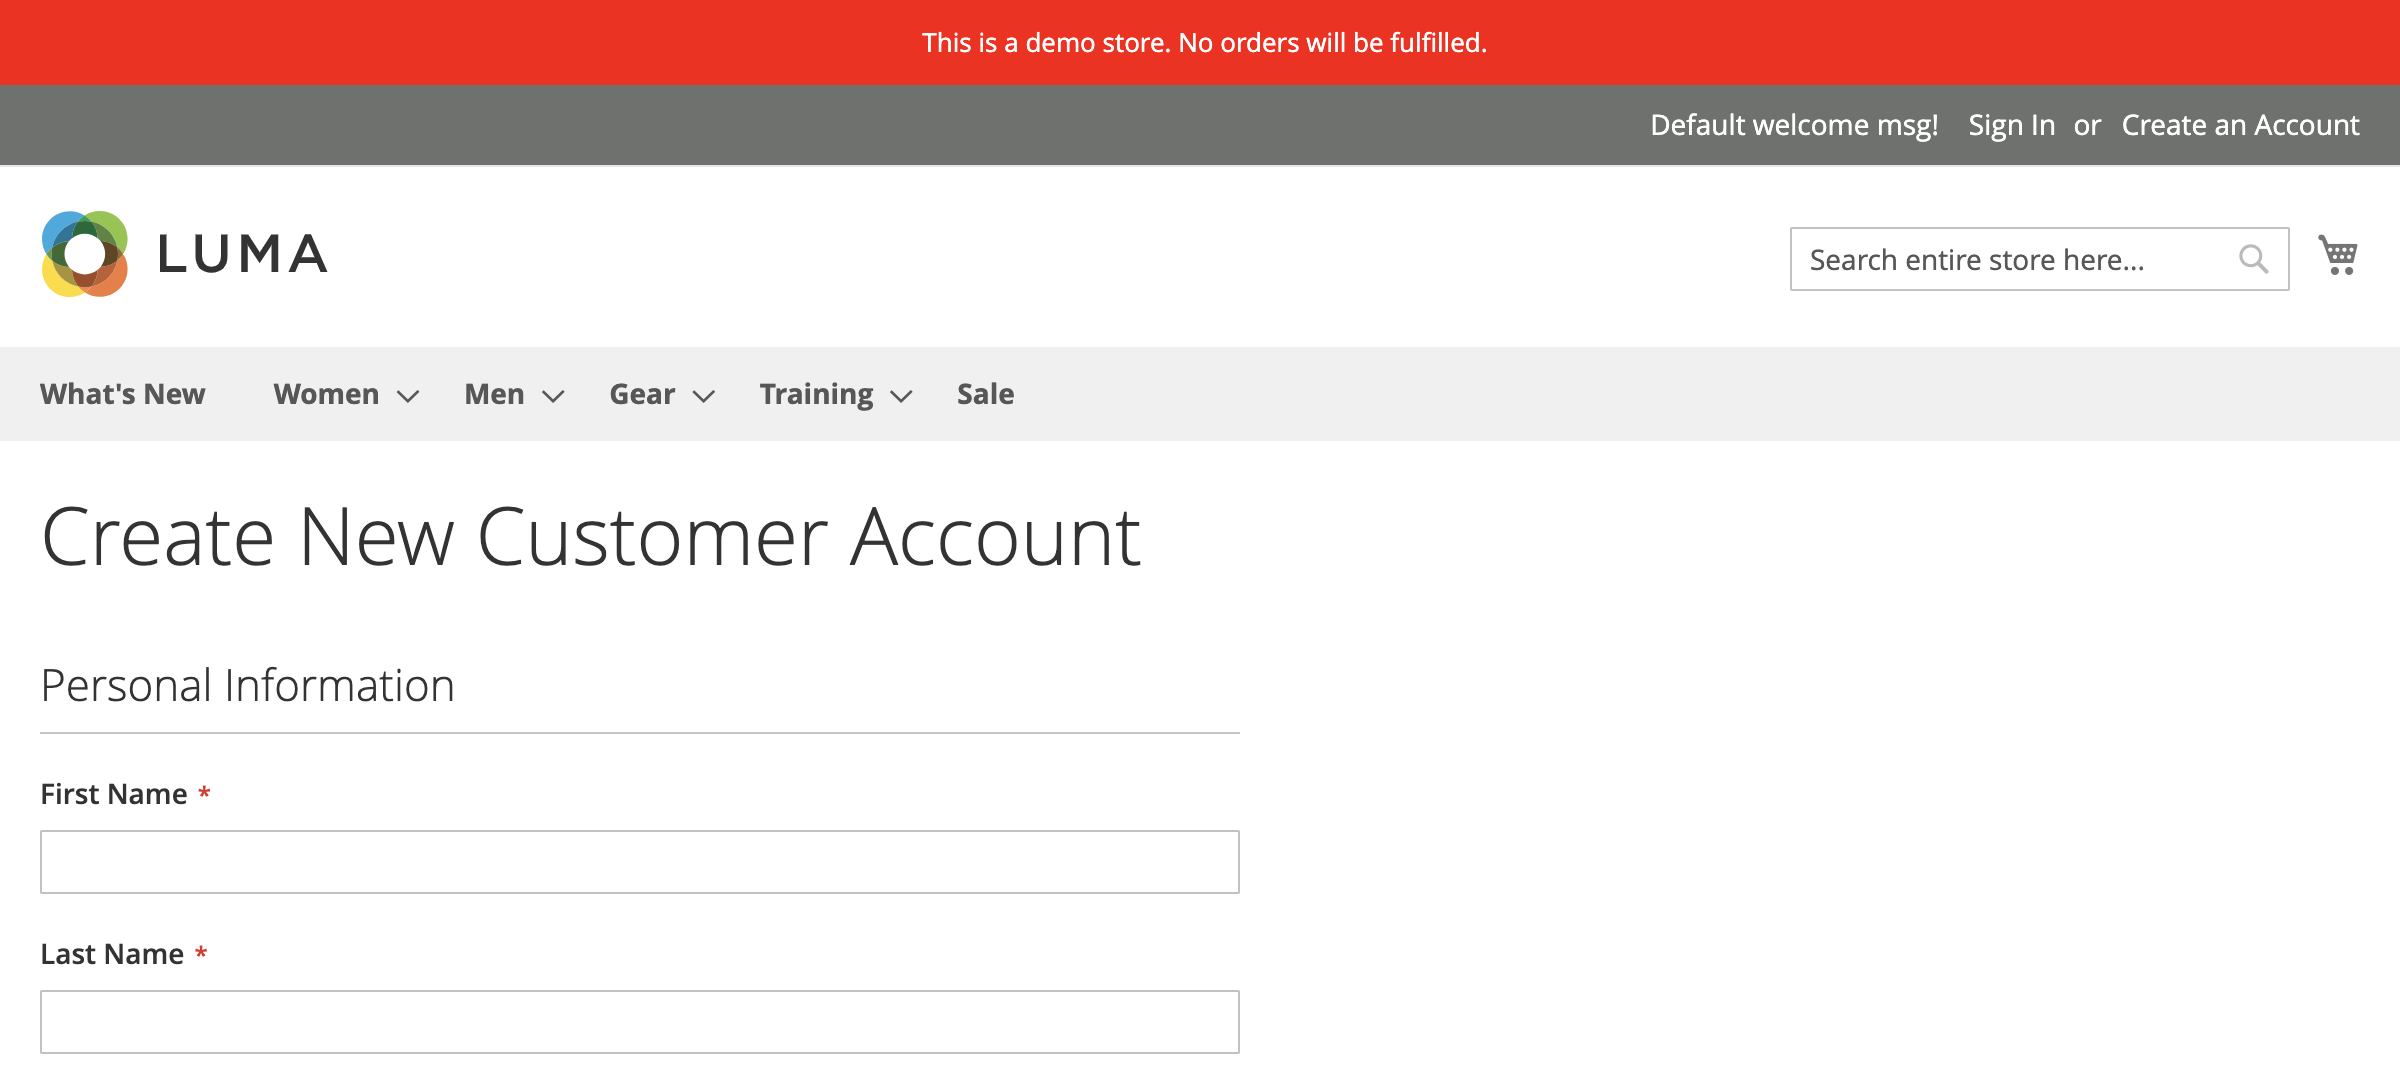 This is a demo store. No orders will be fulfilled.
Default welcome msg! Sign In or Create an Account
LUMA
Search entire store here...
What's New Women Men Gear Training Sale
Create New Customer Account
Personal Information
First Name *
Last Name *